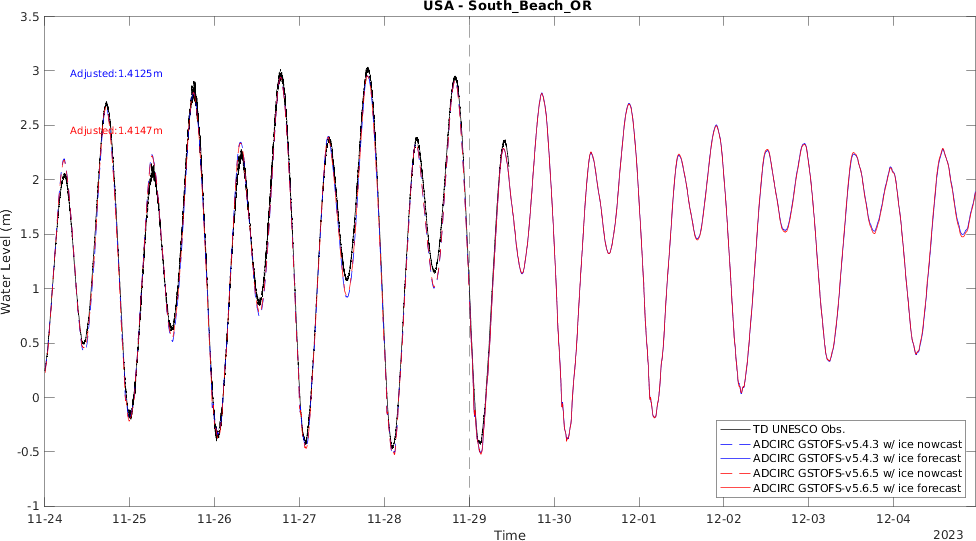 USA - South_Beach_OR
3.5
3
2.5
2
1.5
1
0.5
0
-0.5
-1
Water Level (m)
Adjusted:1.4125m
Adjusted:1.4147m
TD UNESCO Obs.
ADCIRC GSTOFS-v5.4.3 w/ ice nowcast
ADCIRC GSTOFS-v5.4.3 w/ ice forecast
ADCIRC GSTOFS-v5.6.5 w/ ice nowcast
ADCIRC GSTOFS-v5.6.5 w/ ice forecast
11-24 11-25 11-26 11-27 11-28 11-29 11-30 12-01 12-02 12-03 12-04
Time
2023